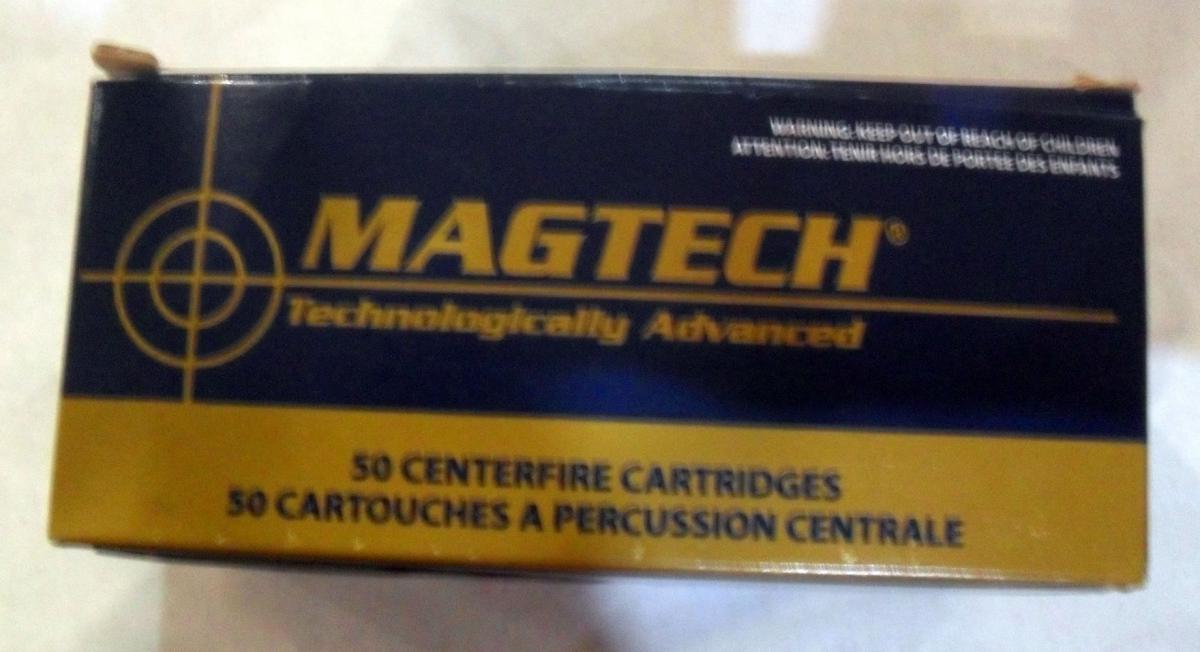 WARNING: KEEP OUT OF REACH OF CHILDREN
ATTENTION: TENIR HORS DE PORTEE DES ENFANTS
MAGTECH®
Technologically Advanced
50 CENTERFIRE CARTRIDGES
50 CARTOUCHES A PERCUSSION CENTRALE